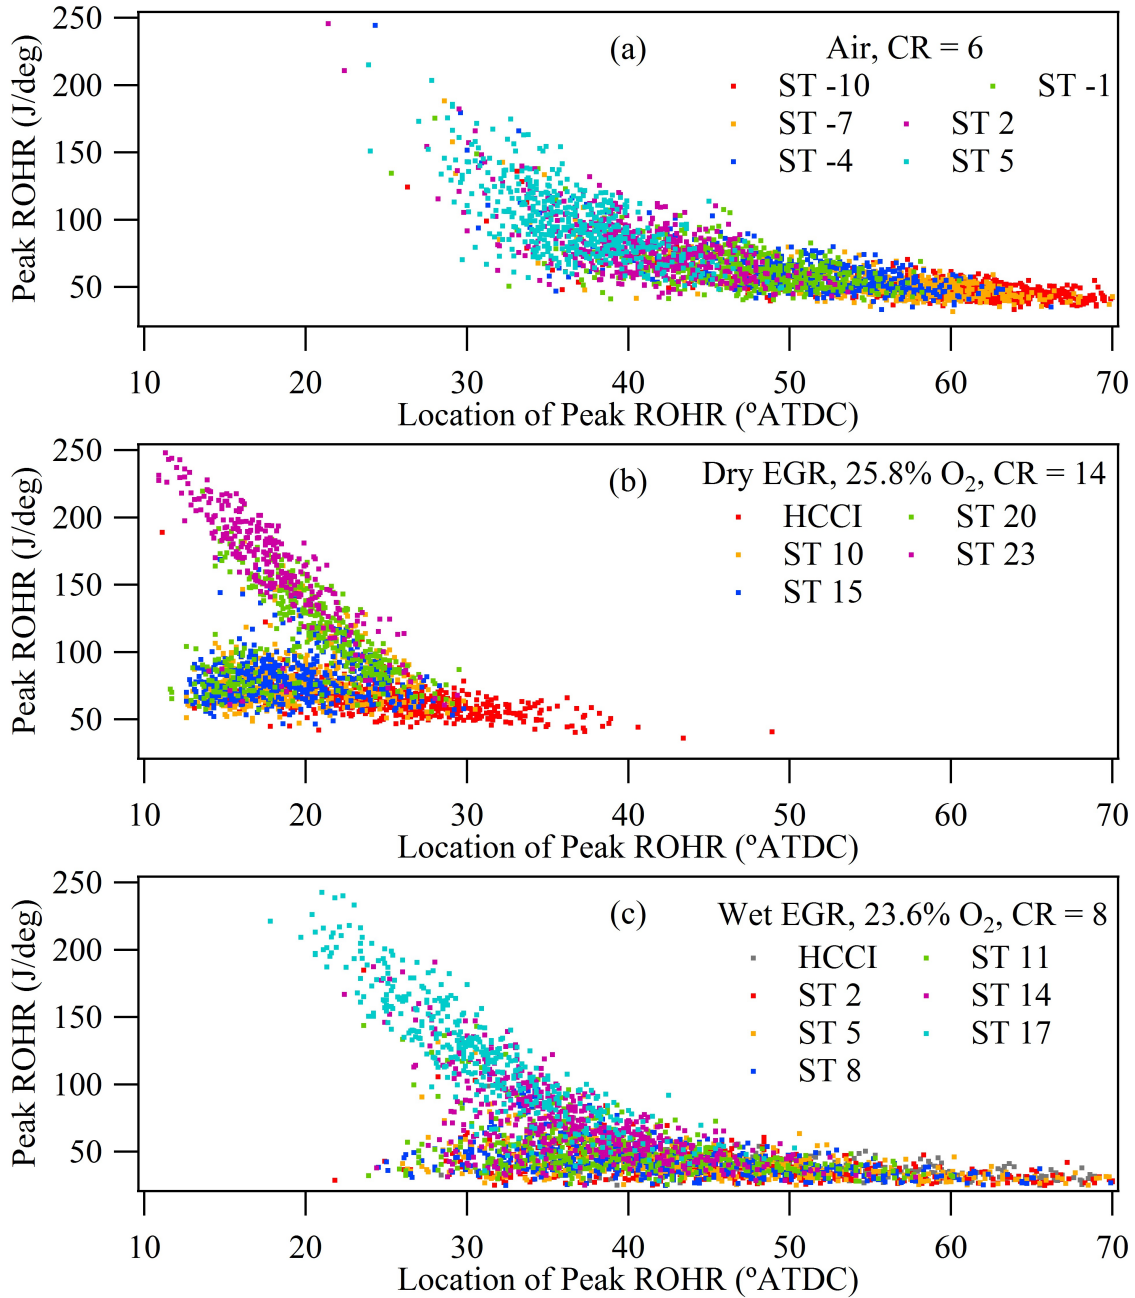 250
200
150
100
50
Peak ROHR (J/deg)
(a)
Air, CR = 6
ST -10
ST -1
ST -7
ST 2
ST -4
ST 5
10 20 30 40 50 60 70
Location of Peak ROHR (ºATDC)
250
200
150
100
50
Peak ROHR (J/deg)
(b)
Dry EGR, 25.8% O₂, CR = 14
HCCI
ST 20
ST 10
ST 23
ST 15
10 20 30 40 50 60 70
Location of Peak ROHR (ºATDC)
250
200
150
100
50
Peak ROHR (J/deg)
(c)
Wet EGR, 23.6% O₂, CR = 8
HCCI
ST 11
ST 2
ST 14
ST 5
ST 17
ST 8
10 20 30 40 50 60 70
Location of Peak ROHR (ºATDC)